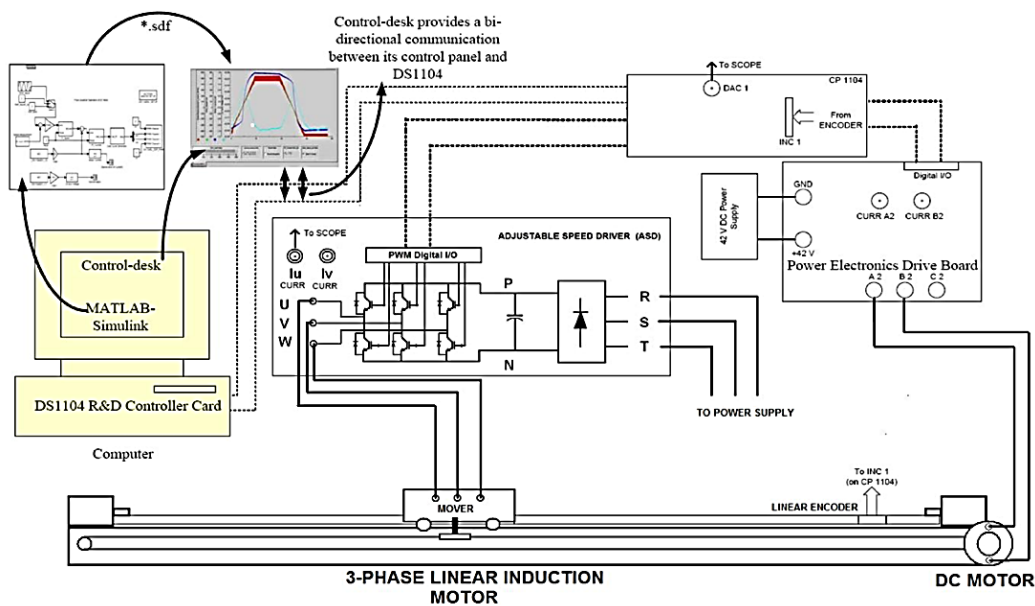 *.sdf
Control-desk provides a bi-
directional communication
between its control panel and
DS1104
To SCOPE
DAC 1
CP 1104
From
ENCODER
INC 1
Digital I/O
GND
+42 V
42 V DC Power
Supply
CURR A2
CURR B2
Power Electronics Drive Board
A 2
B 2
C 2
Control-desk
MATLAB-
Simulink
DS1104 R&D Controller Card
Computer
To SCOPE
ADJUSTABLE SPEED DRIVER (ASD)
PWM Digital I/O
Iu
CURR
Iv
CURR
U
V
W
P
N
R
S
T
TO POWER SUPPLY
MOVER
LINEAR ENCODER
To INC 1
(on CP 1104)
3-PHASE LINEAR INDUCTION
MOTOR
DC MOTOR